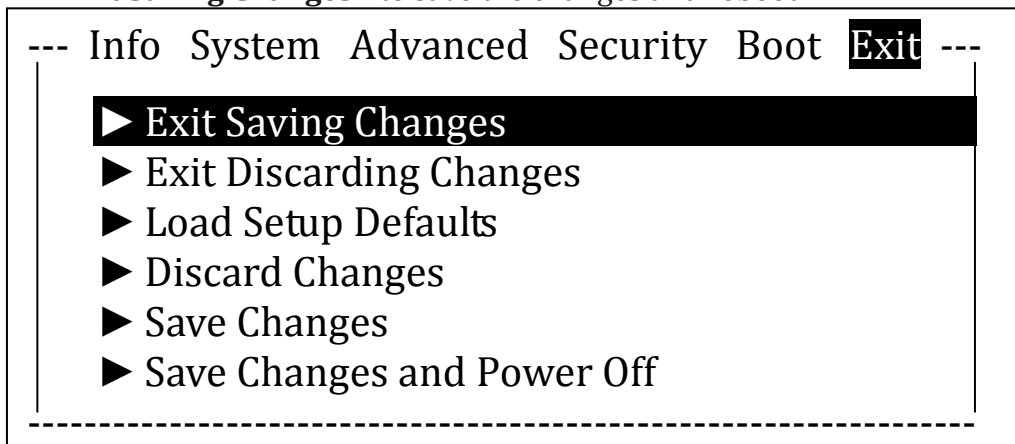 --- Info System Advanced Security Boot Exit ---
► Exit Saving Changes
► Exit Discarding Changes
► Load Setup Defaults
► Discard Changes
► Save Changes
► Save Changes and Power Off